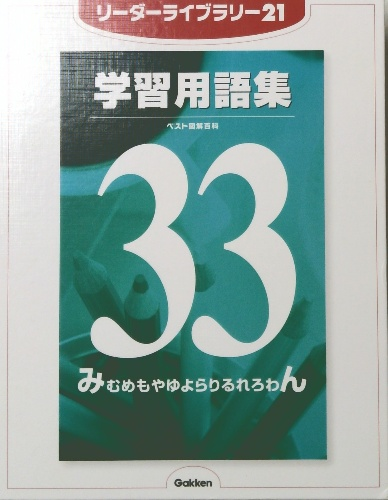 リーダーライブラリー21
学習用語集
ベスト図解百科
33
みむめもやゆよらりるれろわん
Gakken